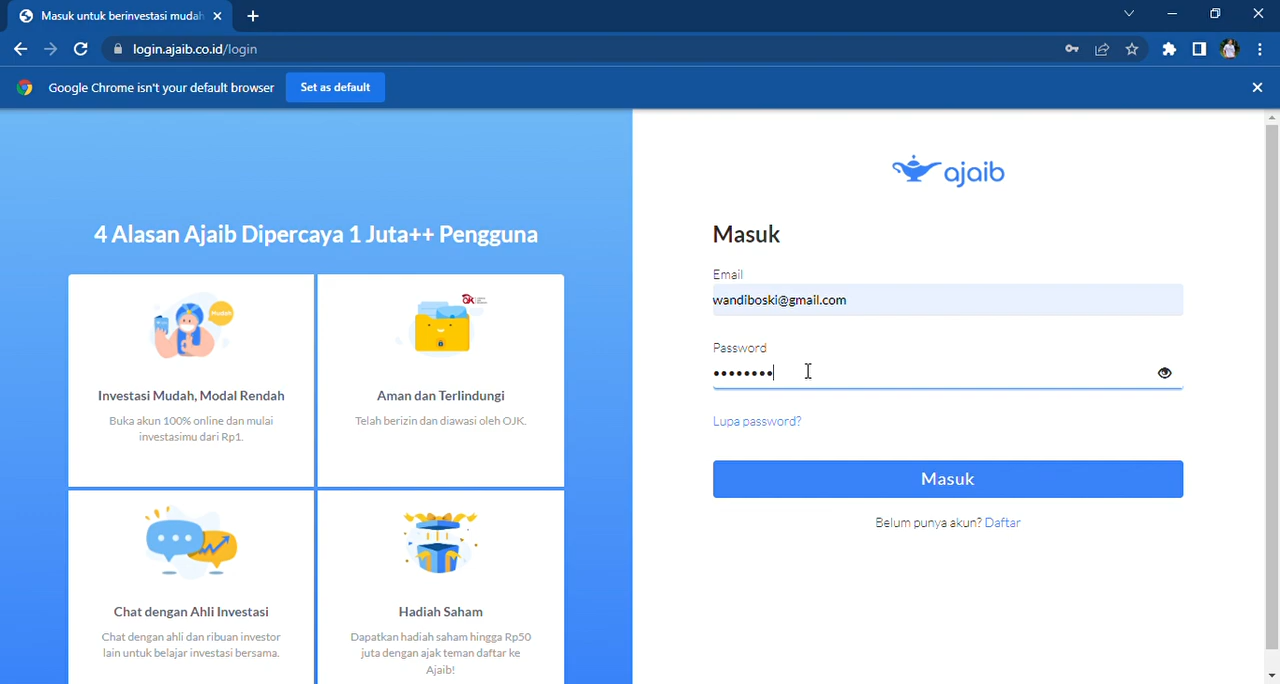 Masuk untuk berinvestasi mudah
login.ajaib.co.id/login
Google Chrome isn't your default browser
Set as default
4 Alasan Ajaib Dipercaya 1 Juta++ Pengguna
Mudah
Investasi Mudah, Modal Rendah
Buka akun 100% online dan mulai
investasimu dari Rp1.
Aman dan Terlindungi
Telah berizin dan diawasi oleh OJK.
Chat dengan Ahli Investasi
Chat dengan ahli dan ribuan investor
lain untuk belajar investasi bersama.
Hadiah Saham
Dapatkan hadiah saham hingga Rp50
juta dengan ajak teman daftar ke
Ajaib!
ajaib
Masuk
Email
wandiboski@gmail.com
Password
••••••••
Lupa password?
Masuk
Belum punya akun? Daftar